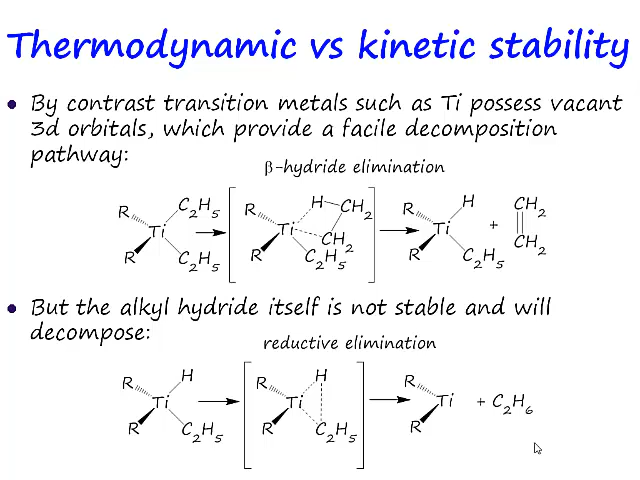 Thermodynamic vs kinetic stability
• By contrast transition metals such as Ti possess vacant
3d orbitals, which provide a facile decomposition
pathway:
β-hydride elimination
R R Ti C₂H₅ C₂H₅ → [ R R Ti H CH₂ CH₂ C₂H₅ ] → R R Ti H C₂H₅ + CH₂ CH₂
• But the alkyl hydride itself is not stable and will
decompose:
reductive elimination
R R Ti H C₂H₅ → [ R R Ti H C₂H₅ ] → R R Ti + C₂H₆